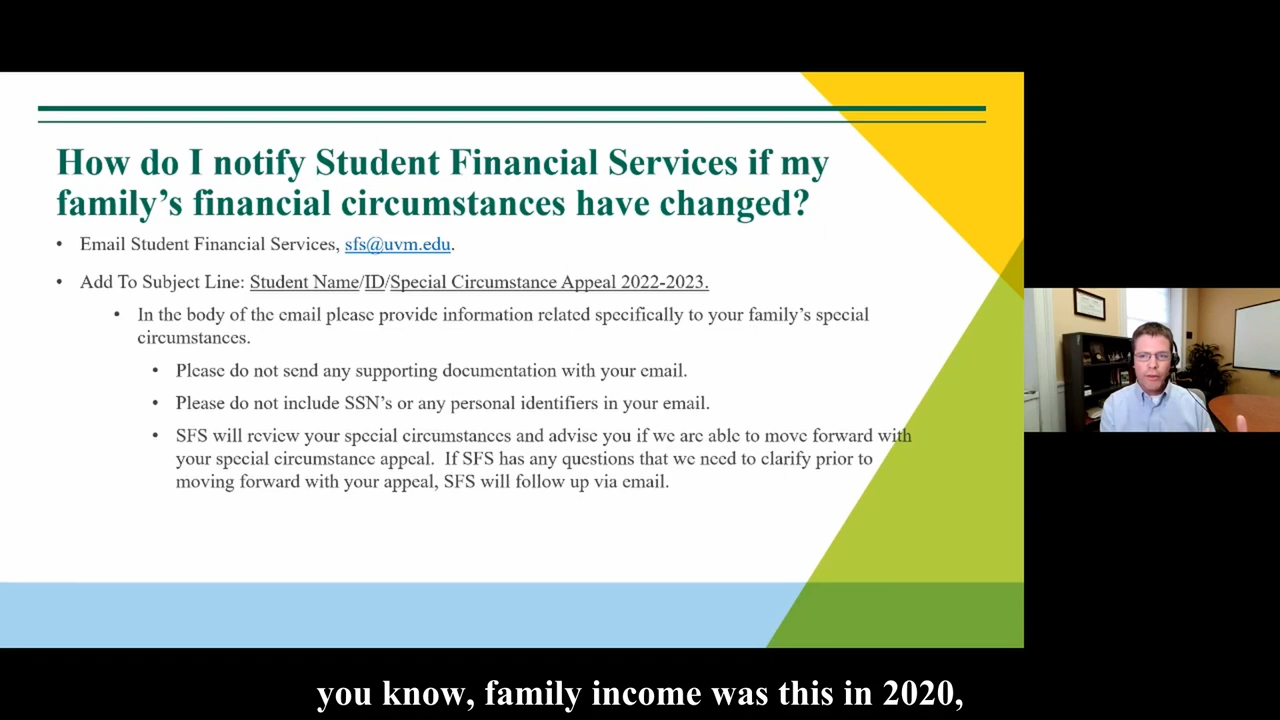 How do I notify Student Financial Services if my
family’s financial circumstances have changed?
• Email Student Financial Services, sfs@uvm.edu.
• Add To Subject Line: Student Name/ID/Special Circumstance Appeal 2022-2023.
• In the body of the email please provide information related specifically to your family’s special
circumstances.
• Please do not send any supporting documentation with your email.
• Please do not include SSN’s or any personal identifiers in your email.
• SFS will review your special circumstances and advise you if we are able to move forward with
your special circumstance appeal. If SFS has any questions that we need to clarify prior to
moving forward with your appeal, SFS will follow up via email.
you know, family income was this in 2020,